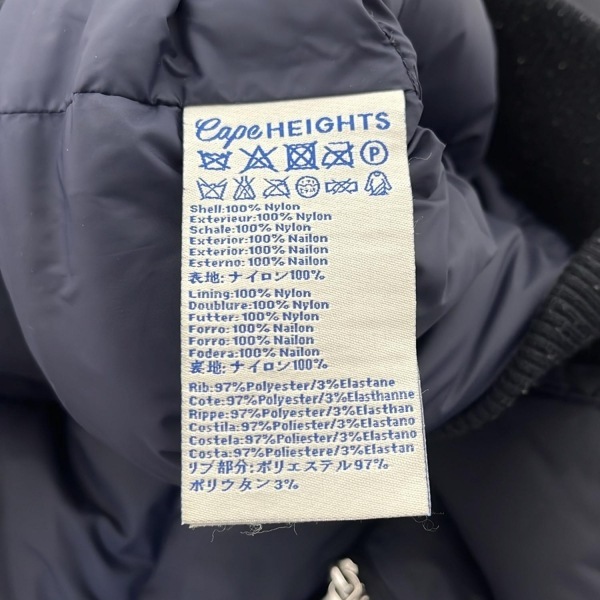 Cape HEIGHTS
P
Shell:100% Nylon
Exterieur:100% Nylon
Schale:100% Nylon
Exterior:100% Nailon
Exterior:100% Nailon
Esterno:100% Nailon
表地:ナイロン100%
Lining:100% Nylon
Doublure:100% Nylon
Futter:100% Nylon
Forro:100% Nailon
Forro:100% Nailon
Fodera:100% Nailon
裏地:ナイロン100%
Rib:97%Polyester/3%Elastane
Cote:97%Polyester/3%Elasthanne
Rippe:97%Polyester/3%Elasthan
Costilla:97%Poliester/3%Elastano
Costela:97%Poliester/3%Elastano
Costa:97%Poliestere/3%Elastan
リブ部分:ポリエステル97%
ポリウタン3%